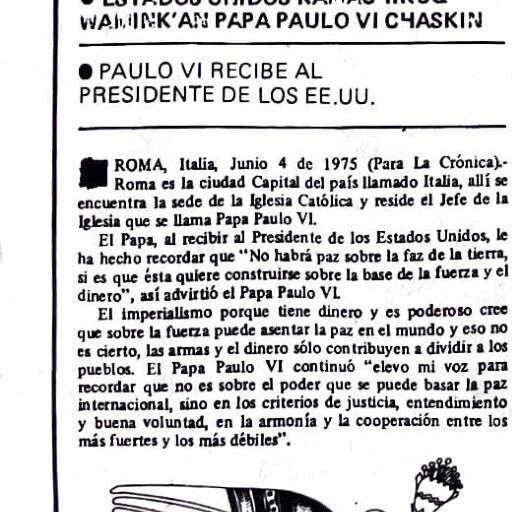 ● ESTADOS UNIDOS
WAMINK'AN PAPA PAULO VI CHASKIN
● PAULO VI RECIBE AL
PRESIDENTE DE LOS EE.UU.
ROMA, Italia, Junio 4 de 1975 (Para La Crónica).-
Roma es la ciudad Capital del país llamado Italia, allí se
encuentra la sede de la Iglesia Católica y reside el Jefe de la
Iglesia que se llama Papa Paulo VI.
El Papa, al recibir al Presidente de los Estados Unidos, le
ha hecho recordar que "No habrá paz sobre la faz de la tierra,
si es que ésta quiere construirse sobre la base de la fuerza y el
dinero", así advirtió el Papa Paulo VI.
El imperialismo porque tiene dinero y es poderoso cree
que sobre la fuerza puede asentar la paz en el mundo y eso no
es cierto, las armas y el dinero sólo contribuyen a dividir a los
pueblos. El Papa Paulo VI continuó "elevo mi voz para
recordar que no es sobre el poder que se puede basar la paz
internacional, sino en los criterios de justicia, entendimiento
y buena voluntad, en la armonía y la cooperación entre los
más fuertes y los más débiles".